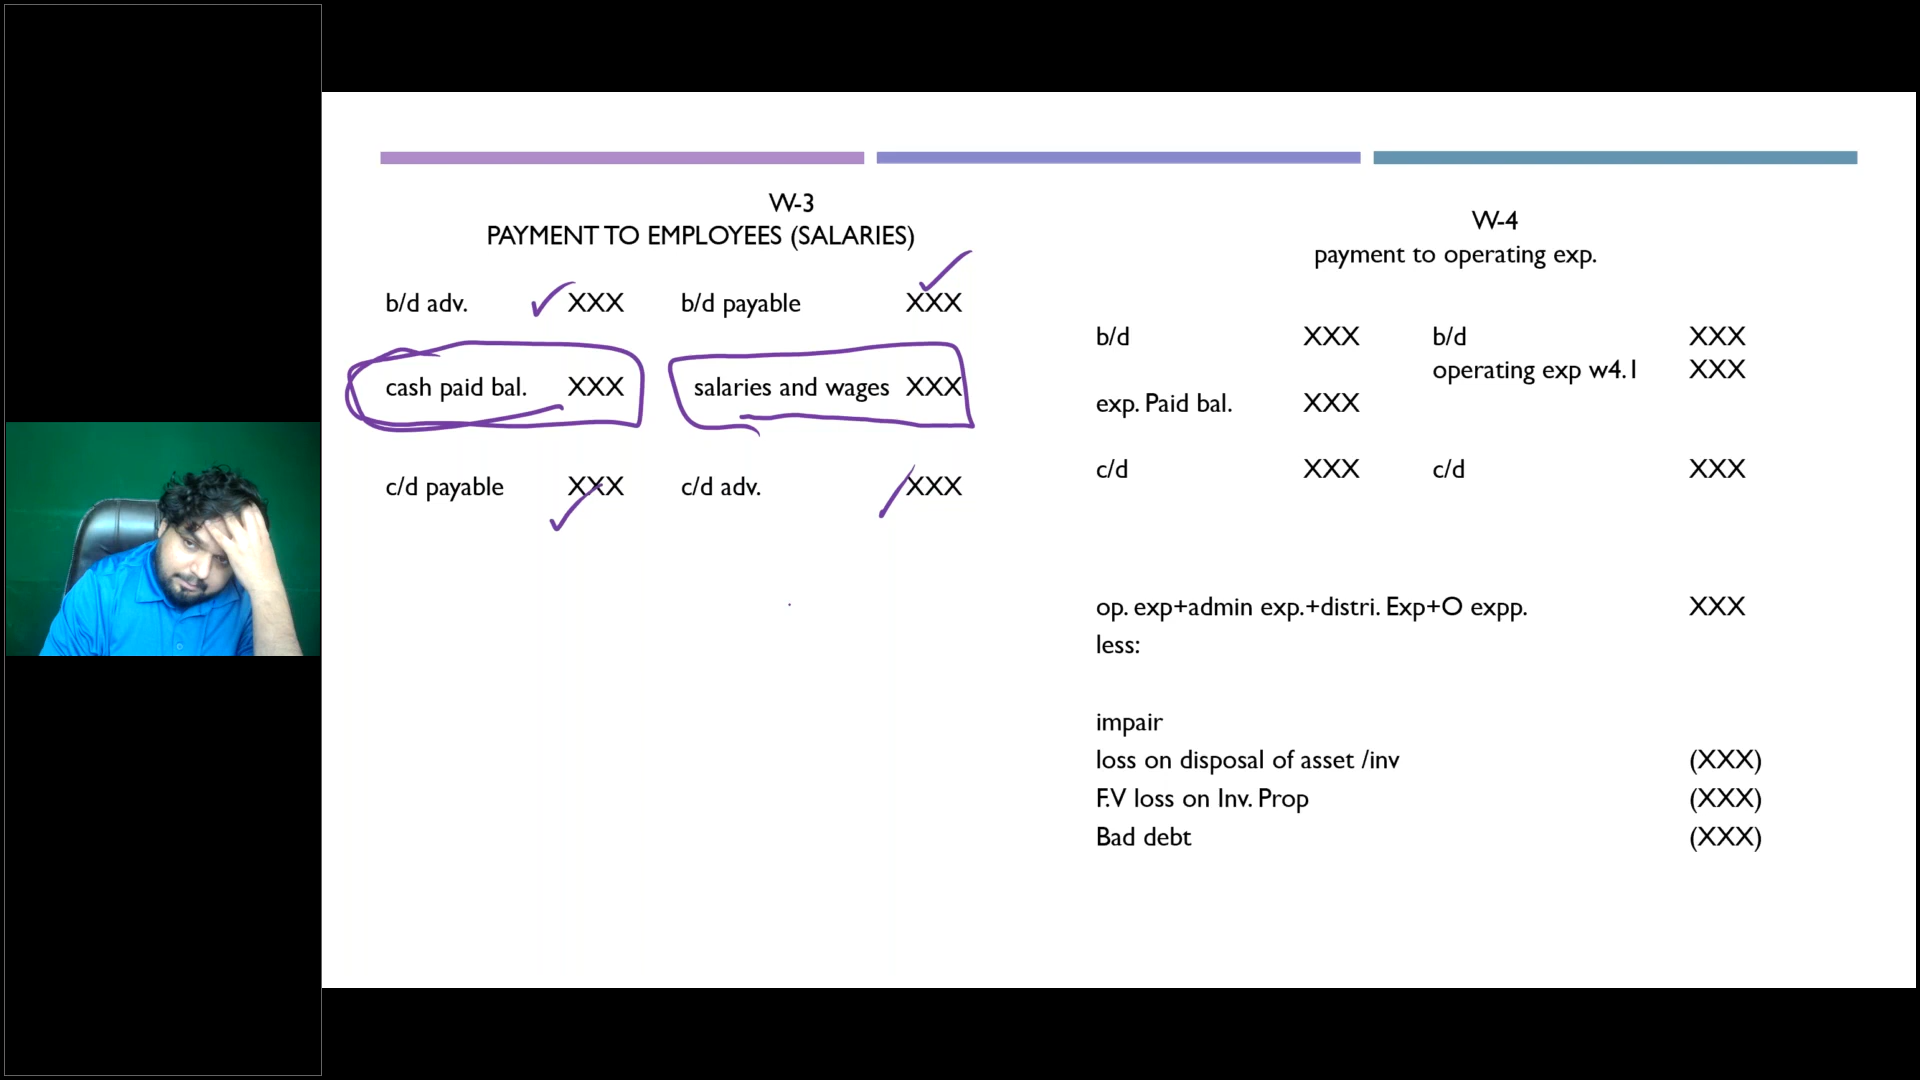 W-3
PAYMENT TO EMPLOYEES (SALARIES)
b/d adv. XXX b/d payable XXX
cash paid bal. XXX salaries and wages XXX
c/d payable XXX c/d adv. XXX
W-4
payment to operating exp.
b/d XXX b/d XXX
operating exp w4.1 XXX
exp. Paid bal. XXX
c/d XXX c/d XXX
op. exp+admin exp.+distri. Exp+O expp. XXX
less:
impair
loss on disposal of asset /inv (XXX)
F.V loss on Inv. Prop (XXX)
Bad debt (XXX)